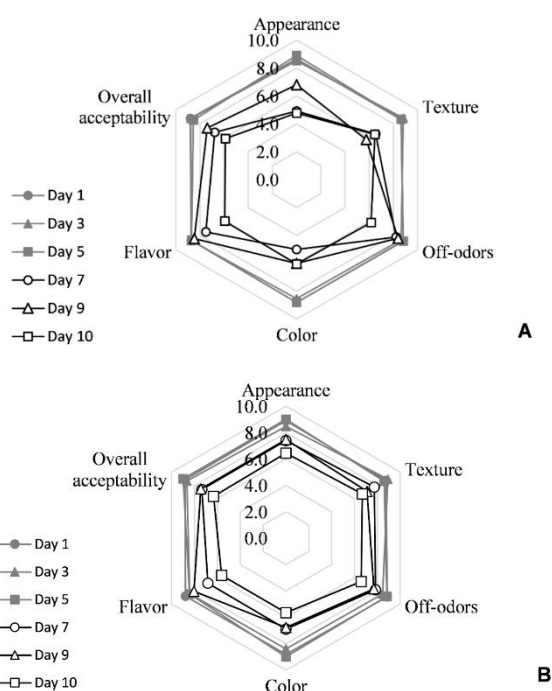 Appearance
10.0
8.0
6.0
4.0
2.0
0.0
Overall
acceptability
Texture
Day 1
Day 3
Day 5
Day 7
Day 9
Day 10
Flavor
Off-odors
Color
A
Appearance
10.0
8.0
6.0
4.0
2.0
0.0
Overall
acceptability
Texture
Day 1
Day 3
Day 5
Day 7
Day 9
Day 10
Flavor
Off-odors
Color
B